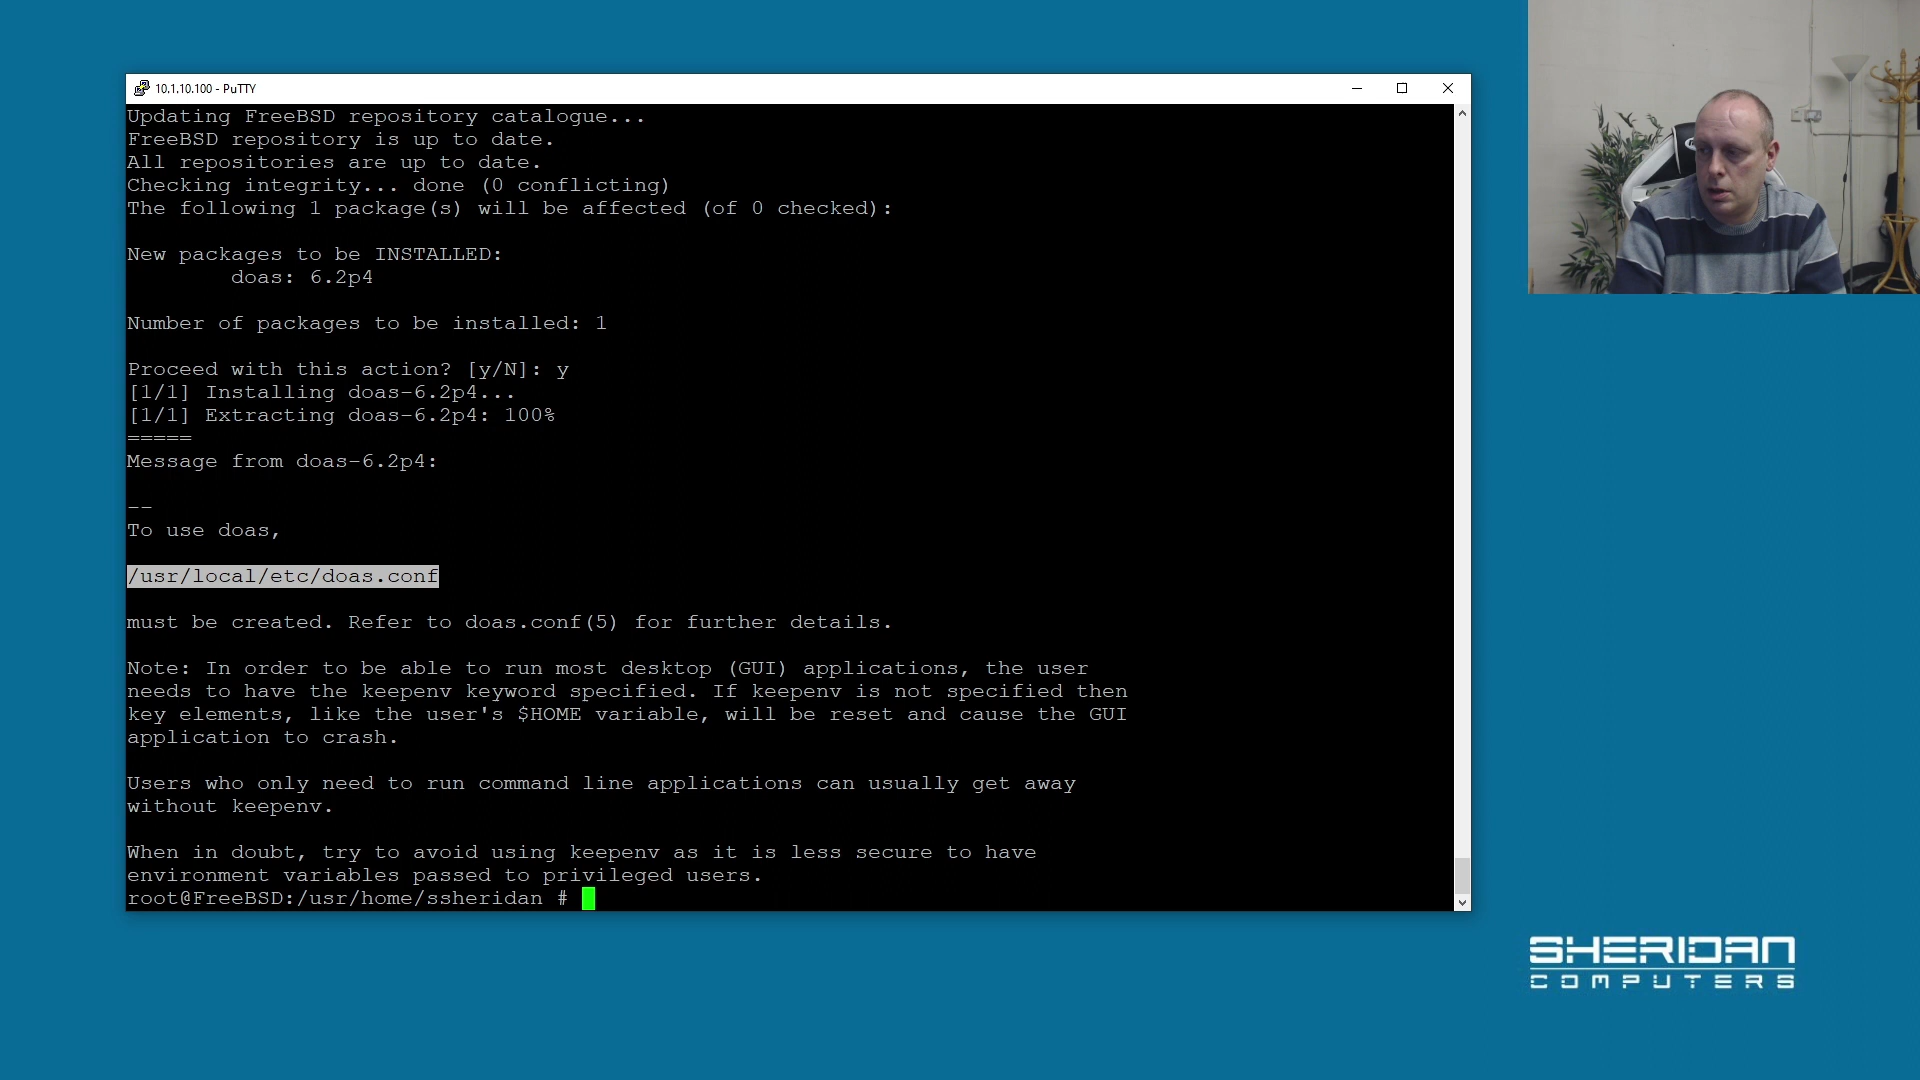 10.1.10.100 - PuTTY
Updating FreeBSD repository catalogue...
FreeBSD repository is up to date.
All repositories are up to date.
Checking integrity... done (0 conflicting)
The following 1 package(s) will be affected (of 0 checked):
New packages to be INSTALLED:
doas: 6.2p4
Number of packages to be installed: 1
Proceed with this action? [y/N]: y
[1/1] Installing doas-6.2p4...
[1/1] Extracting doas-6.2p4: 100%
=====
Message from doas-6.2p4:
--
To use doas,
/usr/local/etc/doas.conf
must be created. Refer to doas.conf(5) for further details.
Note: In order to be able to run most desktop (GUI) applications, the user
needs to have the keepenv keyword specified. If keepenv is not specified then
key elements, like the user's $HOME variable, will be reset and cause the GUI
application to crash.
Users who only need to run command line applications can usually get away
without keepenv.
When in doubt, try to avoid using keepenv as it is less secure to have
environment variables passed to privileged users.
root@FreeBSD:/usr/home/ssheridan #
SHERIDAN
COMPUTERS